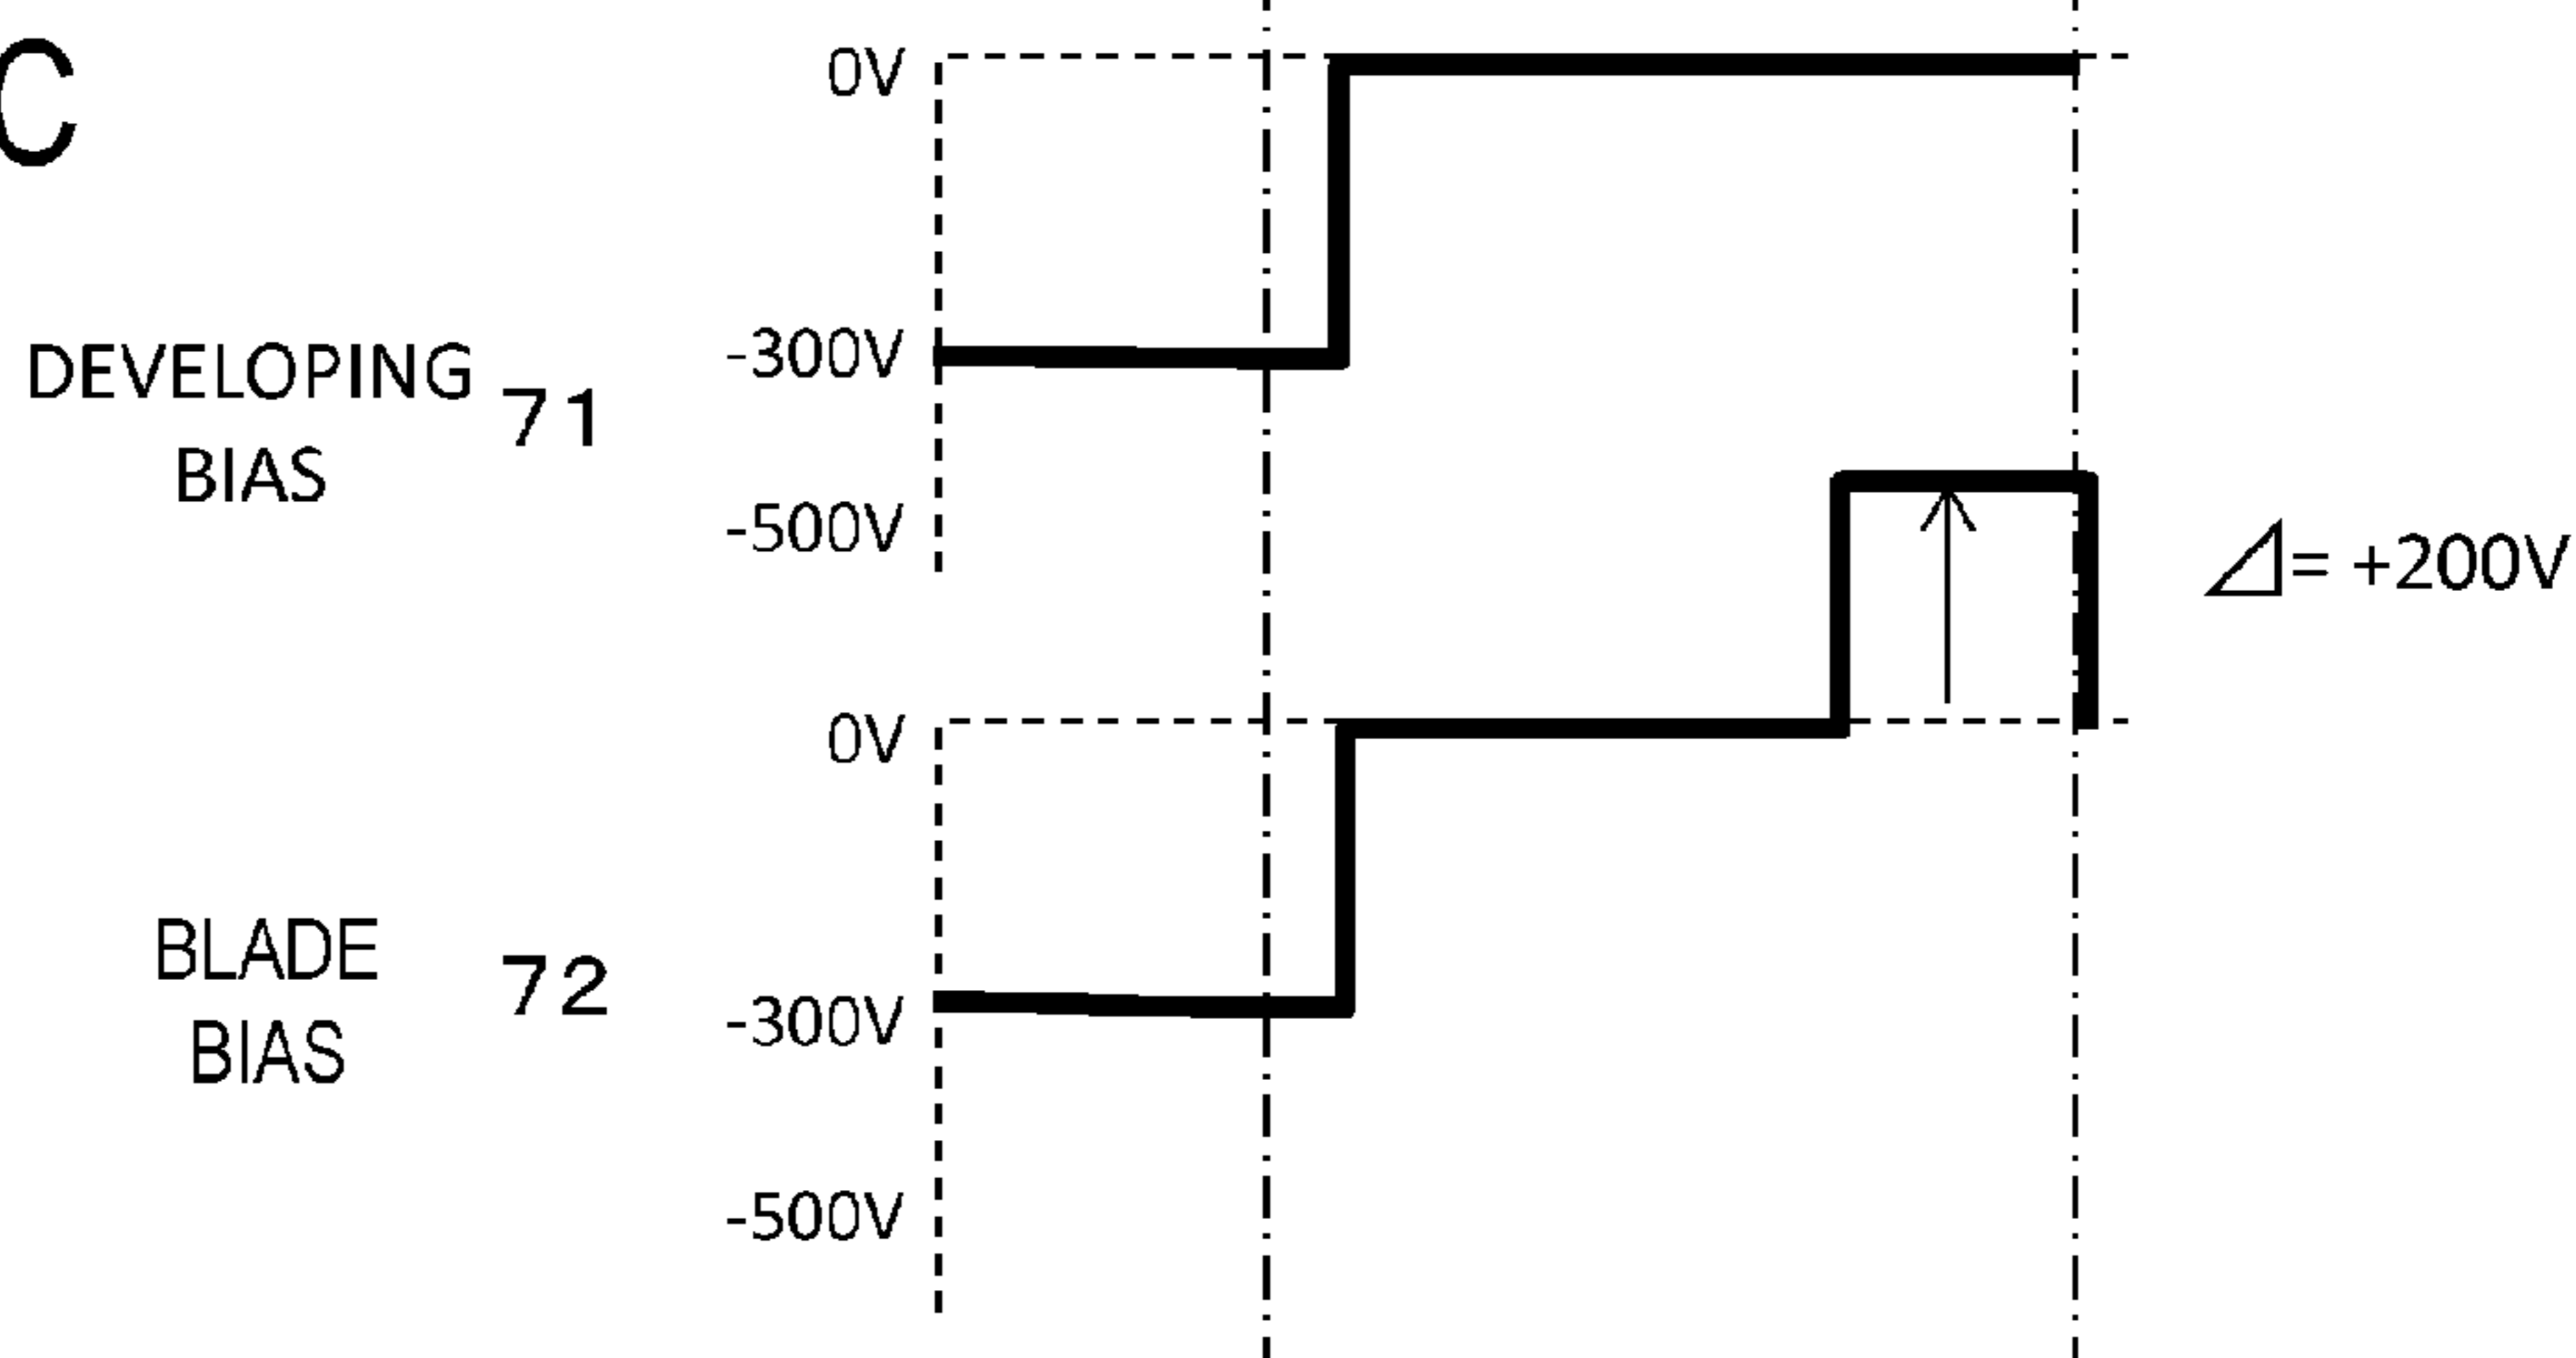 C
0V
-300V
DEVELOPING
BIAS
71
-500V
⊿= +200V
0V
BLADE
BIAS
72
-300V
-500V